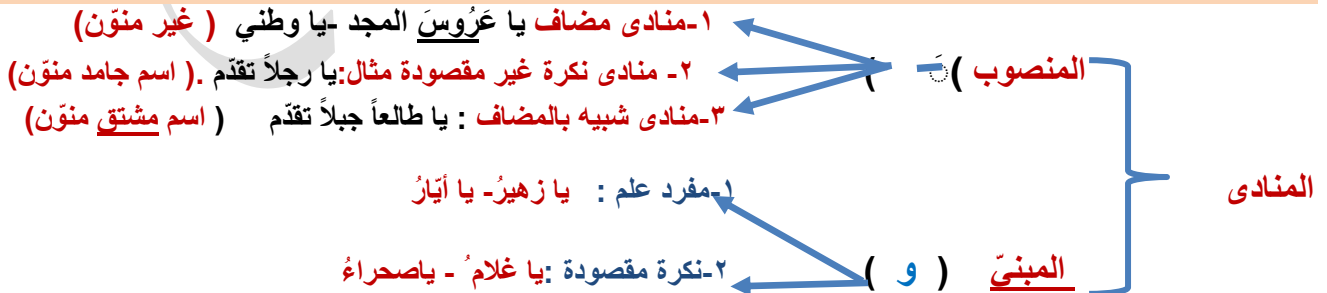 ١-منادى مضاف يا عَرُوسَ المجد -يا وطني ( غير منوّن)
المنصوب ( َ )
٢- منادى نكرة غير مقصودة مثال:يا رجلاً تقدّم .( اسم جامد منوّن)
٣-منادى شبيه بالمضاف : يا طالعاً جبلاً تقدّم ( اسم مشتق منوّن)
المنادى
١-مفرد علم : يا زهيرُ- يا أيّارُ
المبنيّ ( و )
٢-نكرة مقصودة :يا غلام ُ - ياصحراءُ